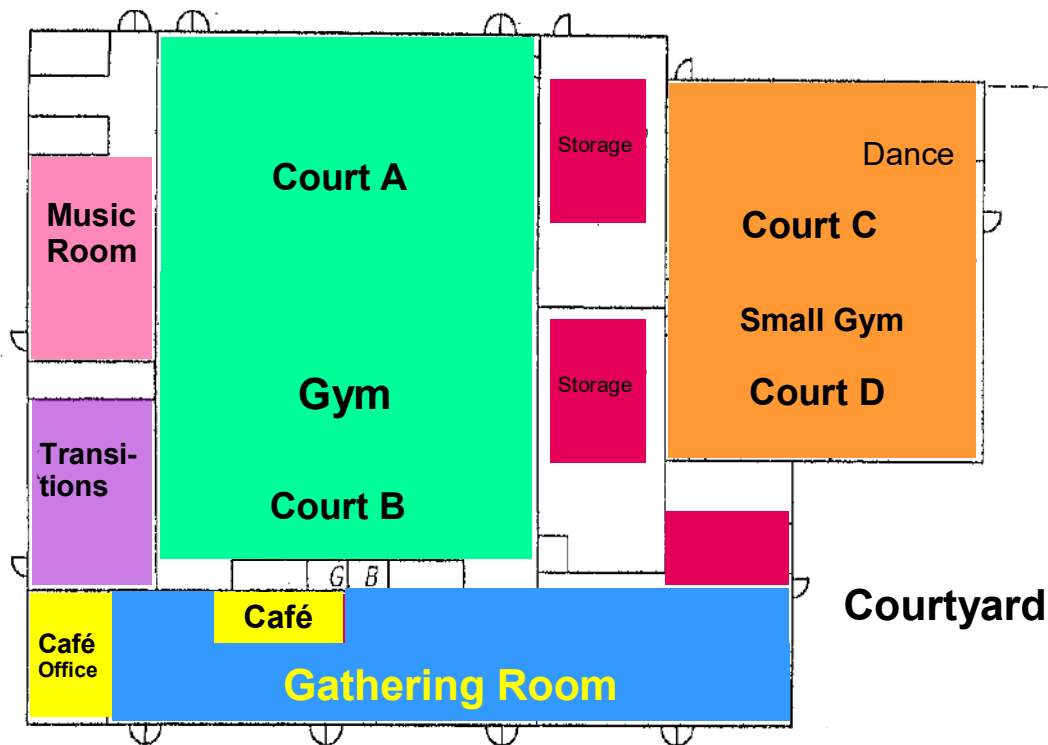 Storage
Dance
Court A
Music
Room
Court C
Small Gym
Storage
Gym
Court D
Transi-
tions
Court B
G B
Café
Courtyard
Café
Office
Gathering Room